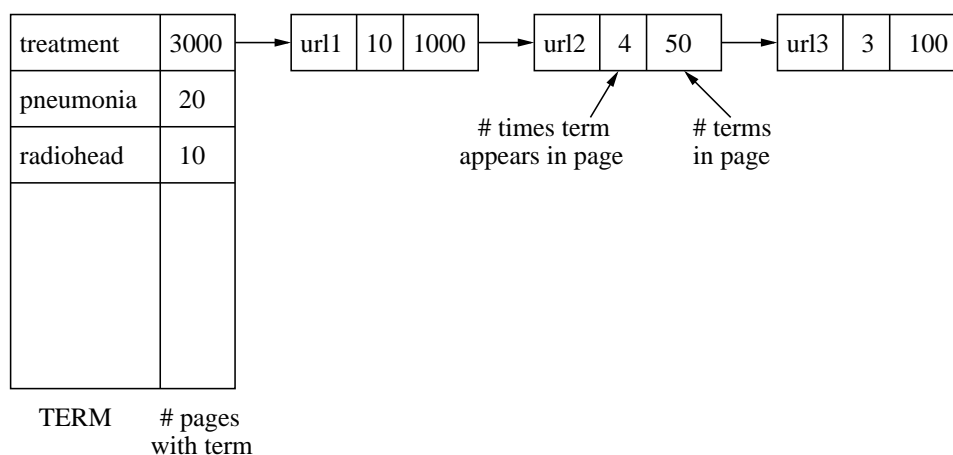 treatment 3000 url1 10 1000 url2 4 50 url3 3 100
pneumonia 20
radiohead 10
# times term
appears in page
# terms
in page
TERM
# pages
with term